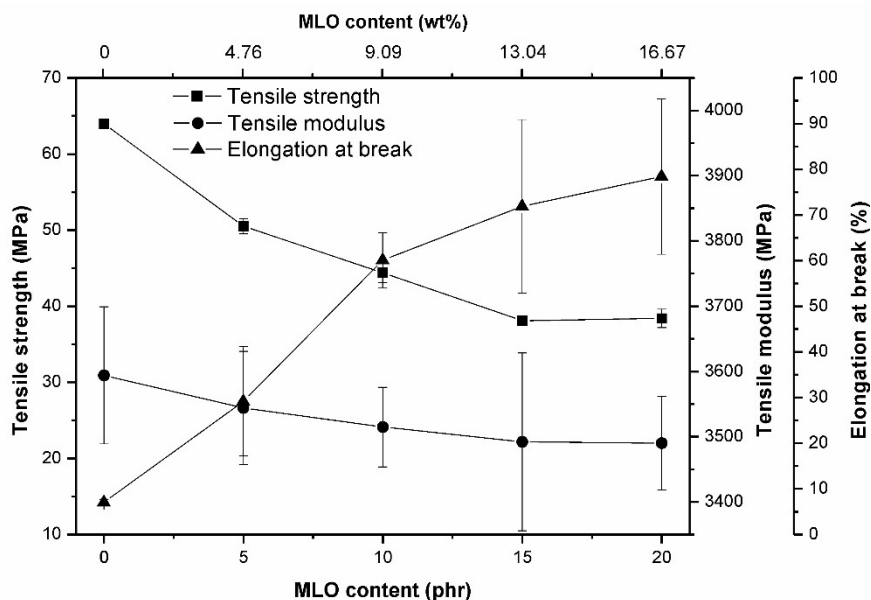 MLO content (wt%)
0 4.76 9.09 13.04 16.67
Tensile strength
Tensile modulus
Elongation at break
Tensile strength (MPa)
70
60
50
40
30
20
10
Tensile modulus (MPa)
4000
3900
3800
3700
3600
3500
3400
Elongation at break (%)
100
90
80
70
60
50
40
30
20
10
0
0 5 10 15 20
MLO content (phr)